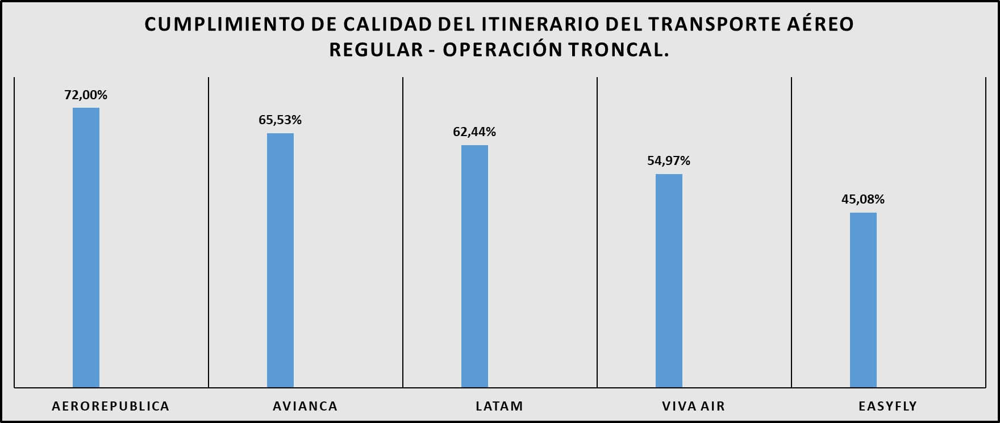 CUMPLIMIENTO DE CALIDAD DEL ITINERARIO DEL TRANSPORTE AÉREO
REGULAR - OPERACIÓN TRONCAL.
72,00%
65,53%
62,44%
54,97%
45,08%
AEROREPUBLICA
AVIANCA
LATAM
VIVA AIR
EASYFLY